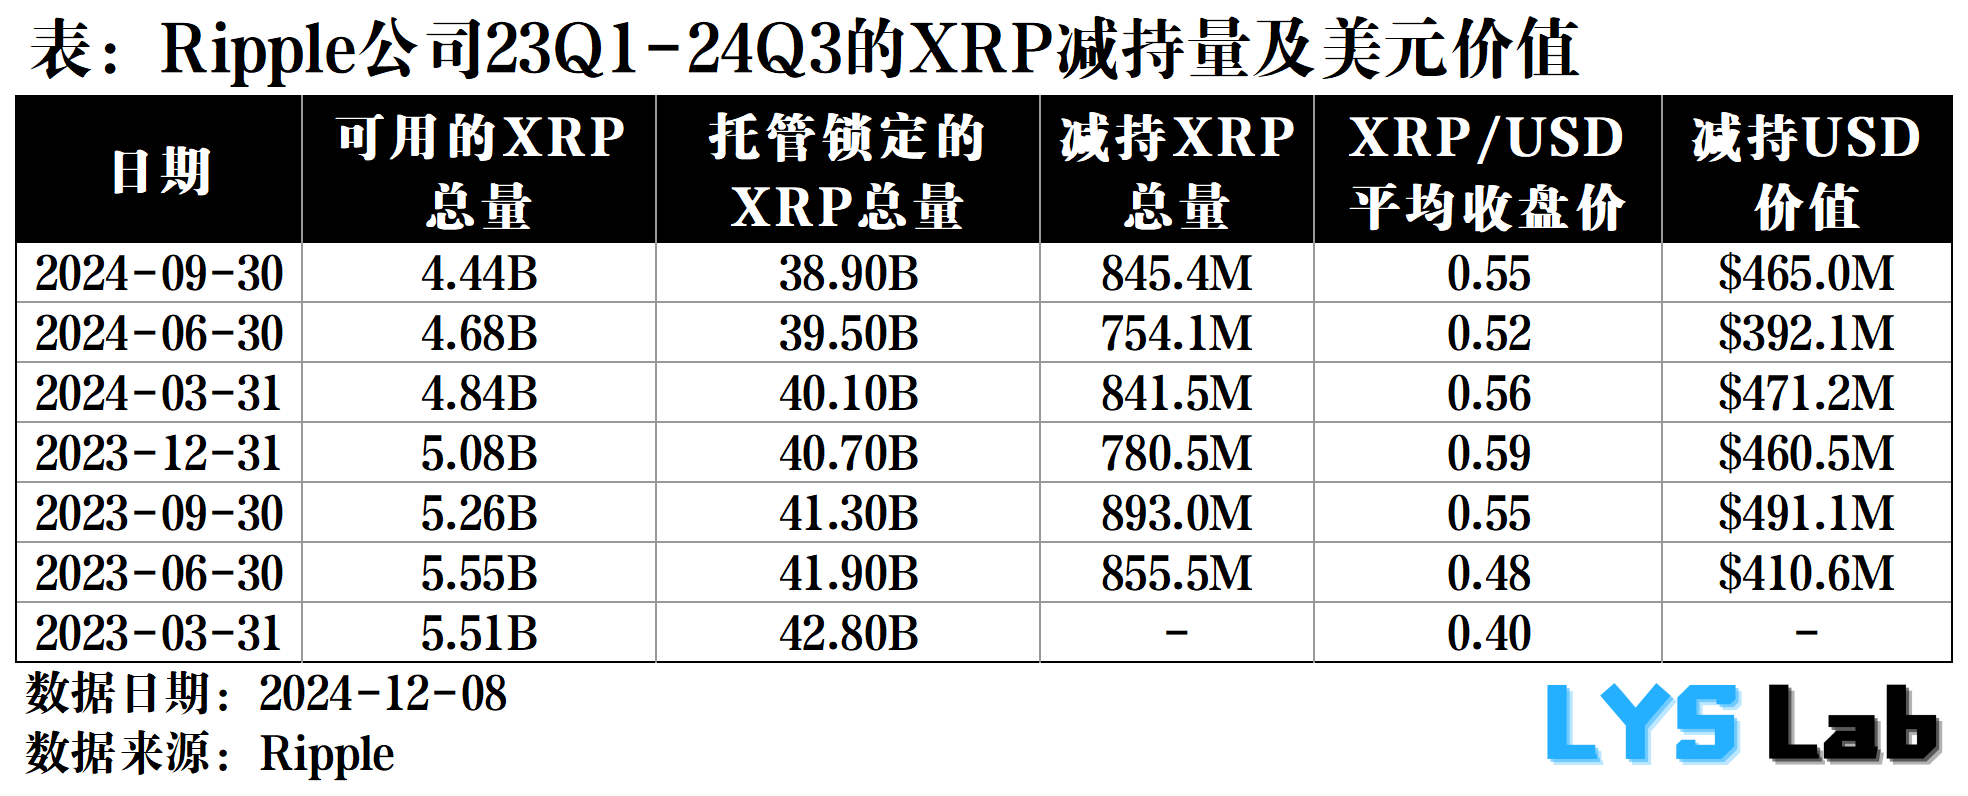 表：Ripple公司23Q1-24Q3的XRP减持量及美元价值
日期 可用的XRP总量 托管锁定的XRP总量 减持XRP总量 XRP/USD平均收盘价 减持USD价值
2024-09-30 4.44B 38.90B 845.4M 0.55 $465.0M
2024-06-30 4.68B 39.50B 754.1M 0.52 $392.1M
2024-03-31 4.84B 40.10B 841.5M 0.56 $471.2M
2023-12-31 5.08B 40.70B 780.5M 0.59 $460.5M
2023-09-30 5.26B 41.30B 893.0M 0.55 $491.1M
2023-06-30 5.55B 41.90B 855.5M 0.48 $410.6M
2023-03-31 5.51B 42.80B - 0.40 -
数据日期：2024-12-08
数据来源：Ripple
LYS Lab